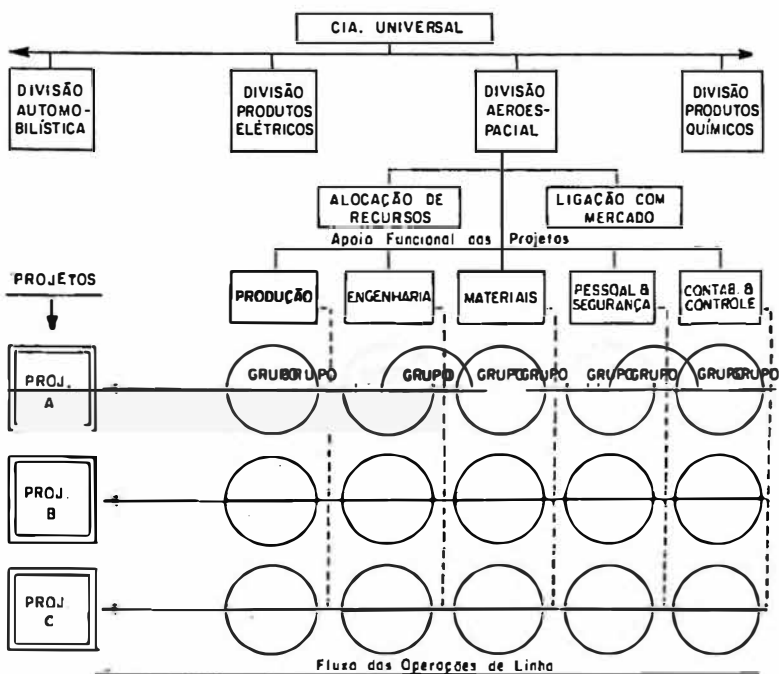 CIA. UNIVERSAL
DIVISÃO
AUTOMO-
BILÍSTICA
DIVISÃO
PRODUTOS
ELÉTRICOS
DIVISÃO
AEROES-
PACIAL
DIVISÃO
PRODUTOS
QUÍMICOS
ALOCAÇÃO DE
RECURSOS
LIGAÇÃO COM
MERCADO
Apoio Funcional aos Projetos
PROJETOS
PRODUÇÃO
ENGENHARIA
MATERIAIS
PESSOAL &
SEGURANÇA
CONTAB. &
CONTROLE
PROJ.
A
GRUPO GRUPO GRUPO GRUPO GRUPO GRUPO GRUPO GRUPO GRUPO
PROJ.
B
PROJ.
C
Fluxo das Operações de Linha